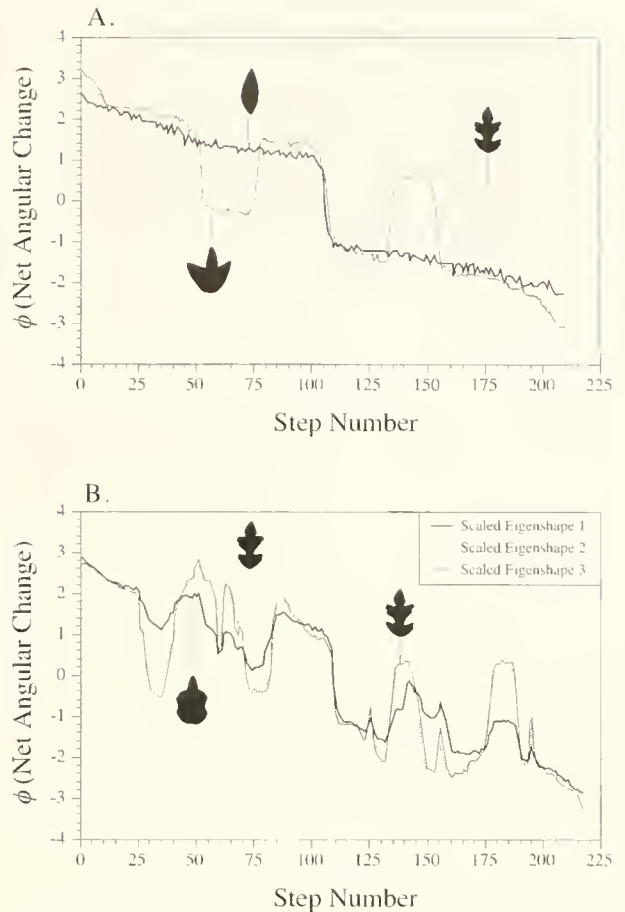 A.
4
3
2
1
0
-1
-2
-3
-4
ϕ (Net Angular Change)
0 25 50 75 100 125 150 175 200 225
Step Number
B.
4
3
2
1
0
-1
-2
-3
-4
ϕ (Net Angular Change)
Scaled Eigenshape 1
Scaled Eigenshape 2
Scaled Eigenshape 3
0 25 50 75 100 125 150 175 200 225
Step Number